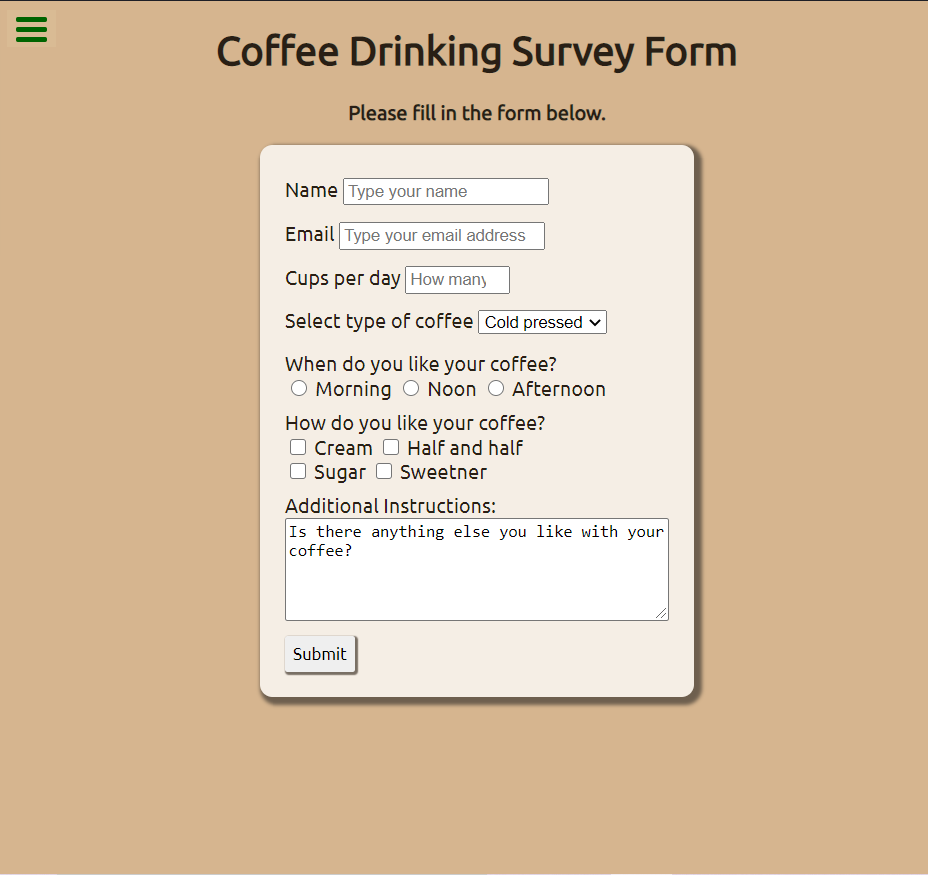 Coffee Drinking Survey Form
Please fill in the form below.
Name Type your name
Email Type your email address
Cups per day How many
Select type of coffee Cold pressed
When do you like your coffee?
Morning Noon Afternoon
How do you like your coffee?
Cream Half and half
Sugar Sweetner
Additional Instructions:
Is there anything else you like with your
coffee?
Submit